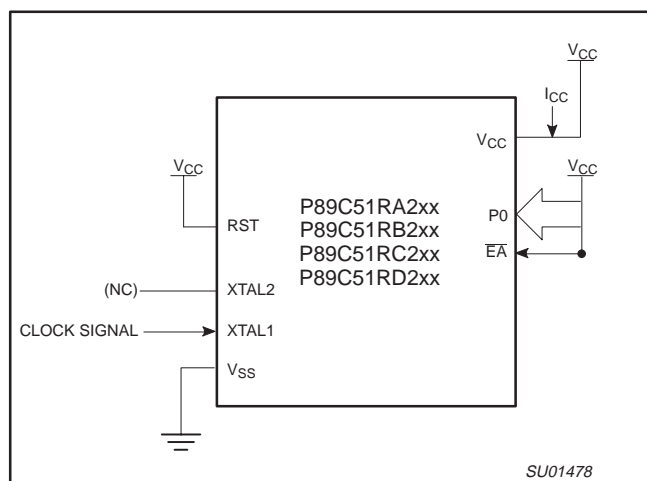 VCC
ICC
VCC
VCC
VCC
P89C51RA2xx
P89C51RB2xx
P89C51RC2xx
P89C51RD2xx
P0
RST
EA
(NC)
XTAL2
CLOCK SIGNAL
XTAL1
VSS
SU01478